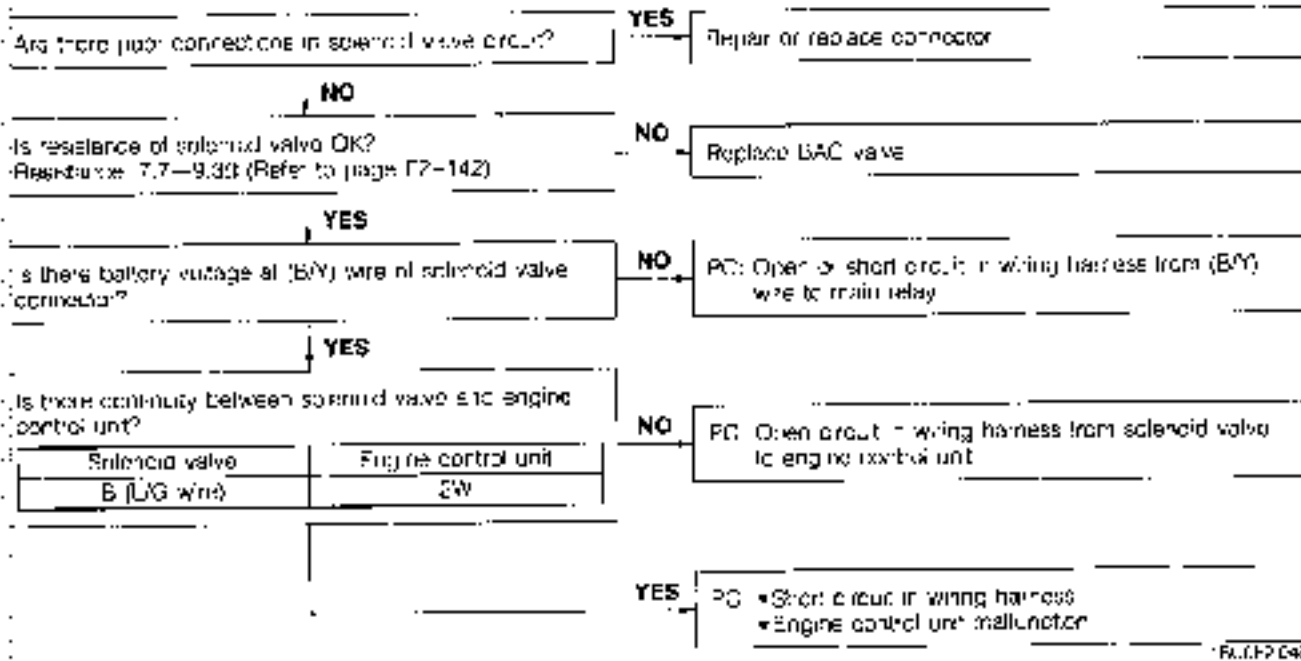 Are there poor connections in solenoid valve circuit?
YES
Repair or replace connector
NO
Is resistance of solenoid valve OK?
Resistance: 7.7—9.3Ω (Refer to page F2–142)
NO
Replace BAC valve
YES
Is there battery voltage at (B/Y) wire of solenoid valve
connector?
NO
PC: Open or short circuit in wiring harness from (B/Y)
wire to main relay
YES
Is there continuity between solenoid valve and engine
control unit?
NO
PC: Open circuit in wiring harness from solenoid valve
to engine control unit
Solenoid valve
Engine control unit
B (L/G wire)
2W
YES
PC: •Short circuit in wiring harness
•Engine control unit malfunction